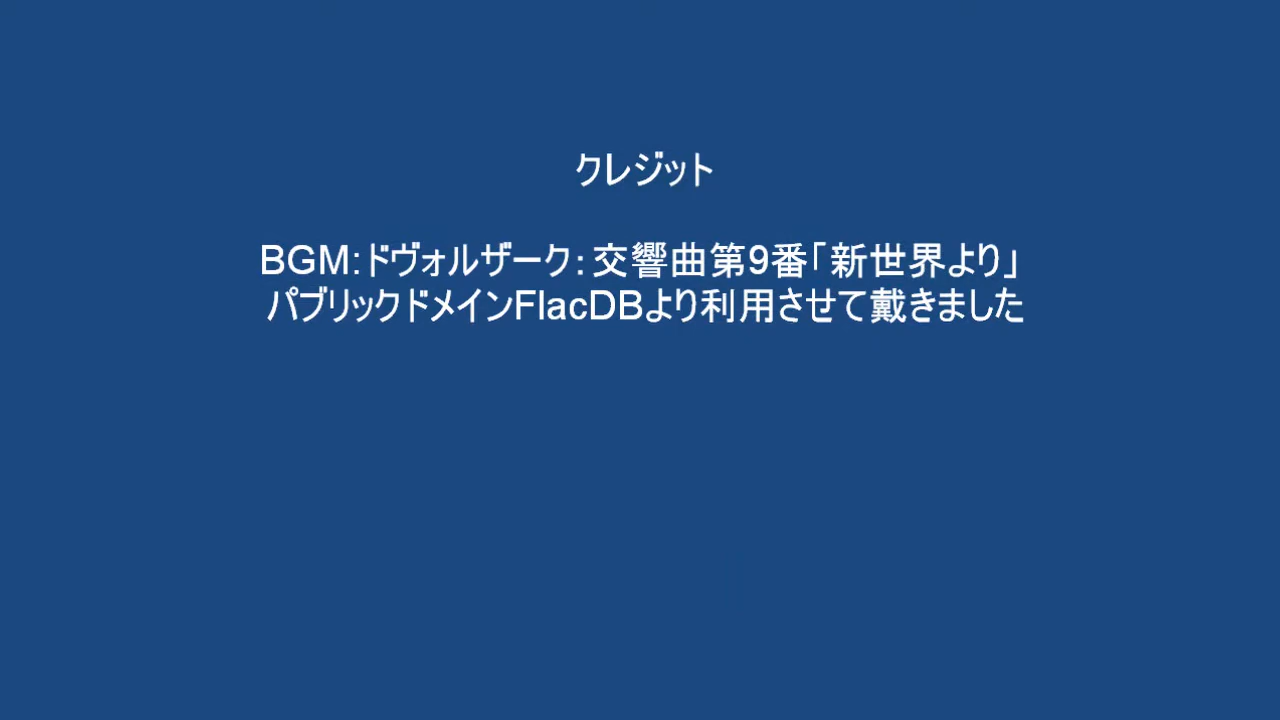 クレジット
BGM:ドヴォルザーク：交響曲第9番「新世界より」
パブリックドメインFlacDBより利用させて戴きました